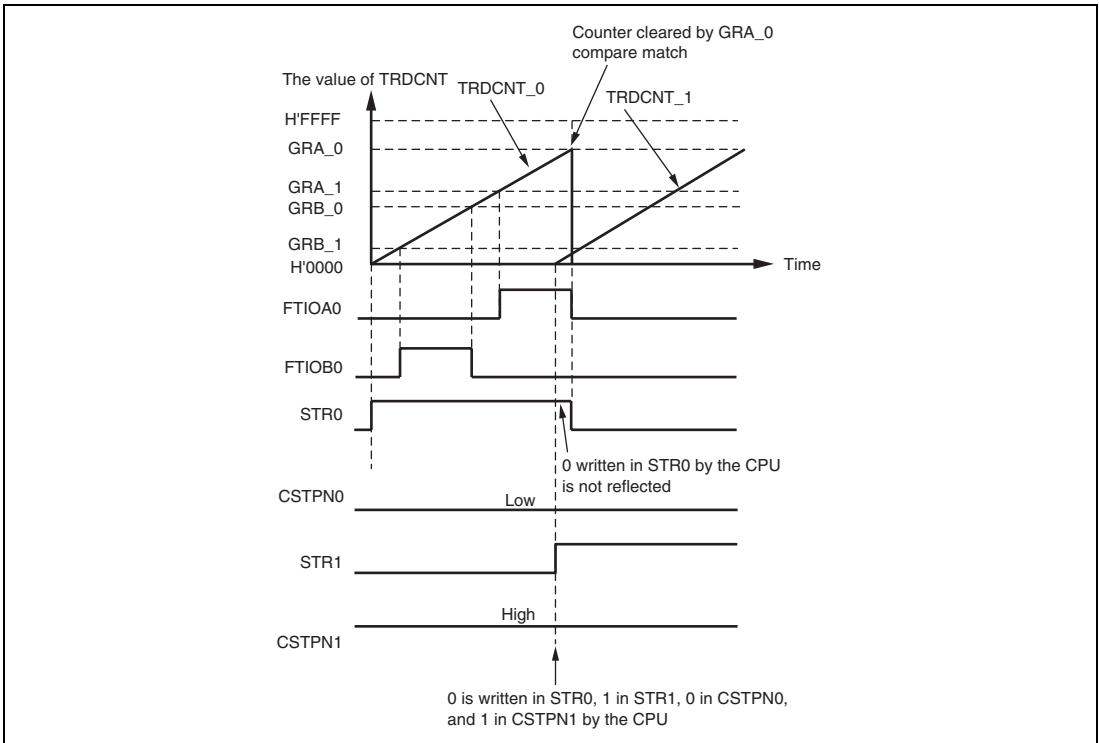 Counter cleared by GRA_0
compare match
The value of TRDCNT
TRDCNT_0
TRDCNT_1
H'FFFF
GRA_0
GRA_1
GRB_0
GRB_1
H'0000
Time
FTIOA0
FTIOB0
STR0
0 written in STR0 by the CPU
is not reflected
CSTPN0
Low
STR1
High
CSTPN1
0 is written in STR0, 1 in STR1, 0 in CSTPN0,
and 1 in CSTPN1 by the CPU